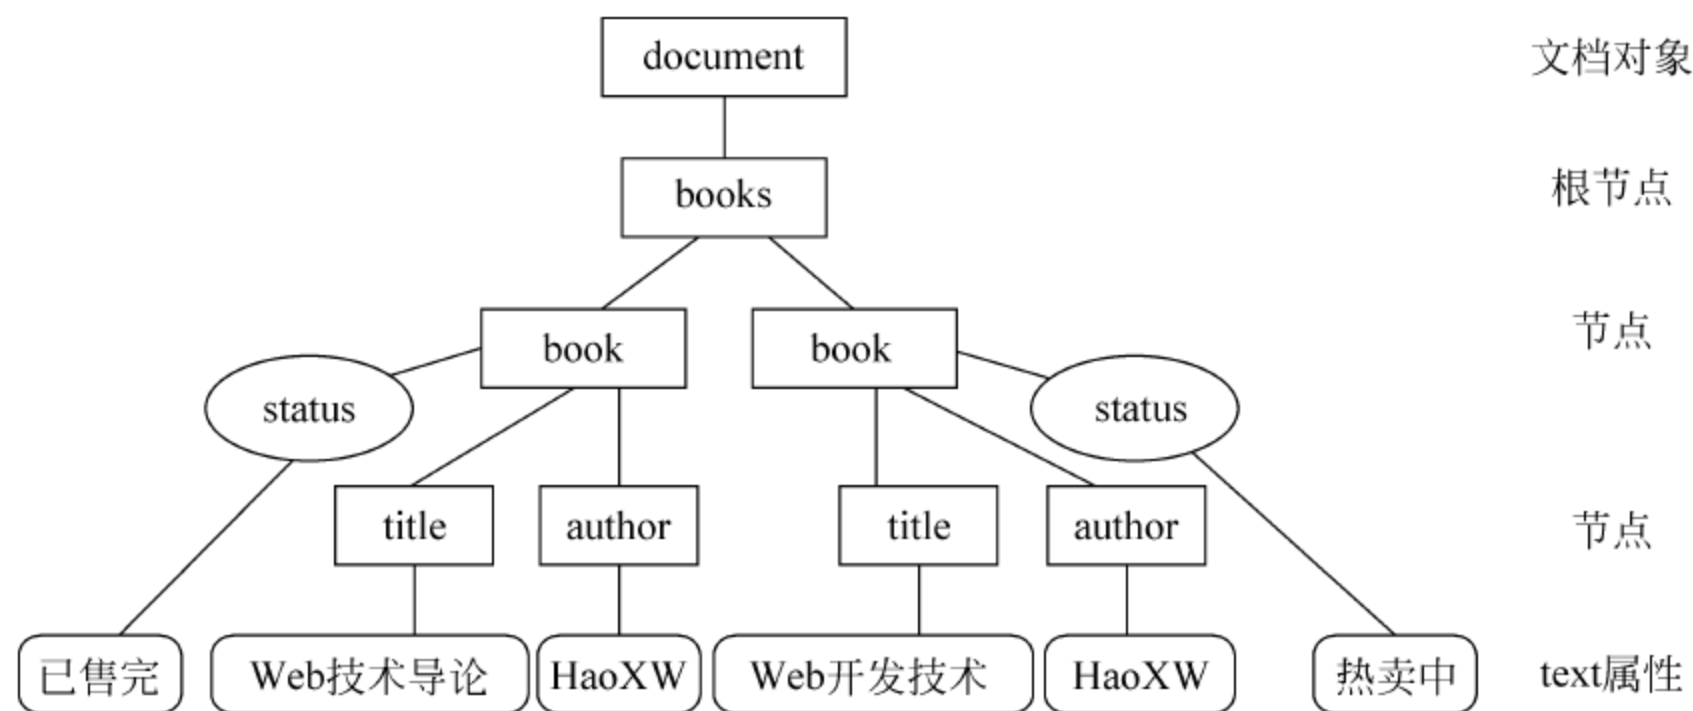 document
文档对象
books
根节点
book
book
节点
status
status
title
author
title
author
节点
已售完
Web技术导论
HaoXW
Web开发技术
HaoXW
热卖中
text属性